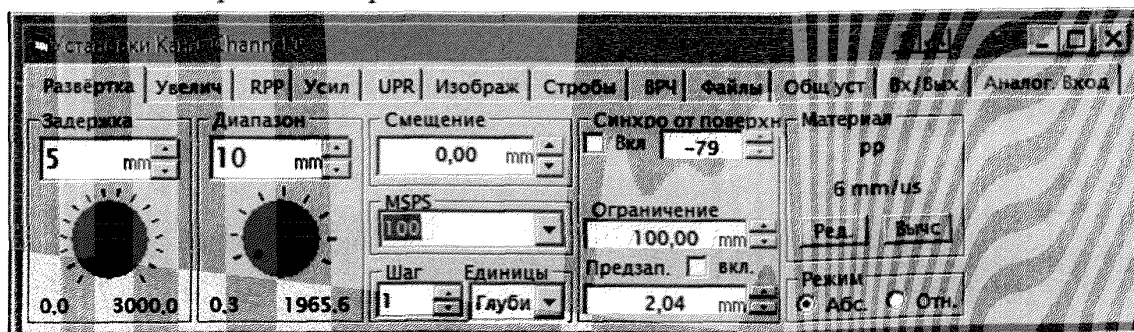 установки Ka Channel
Развёртка Увелич RPP Усил UPR Изображ Стробы ВРЧ Файлы Общ уст Вх/Вых Аналог. Вход
Задержка Диапазон Смещение Синхро от поверхн Материал
5 mm 10 mm 0,00 mm Вкл -79 pp
6 mm/us
MSPS Ограничение
100 100,00 mm Ред. Вычс
Шаг Единицы Предзап. вкл. Режим
0.0 3000.0 0.3 1965.6 1 Глуби 2,04 mm Абс. Отн.